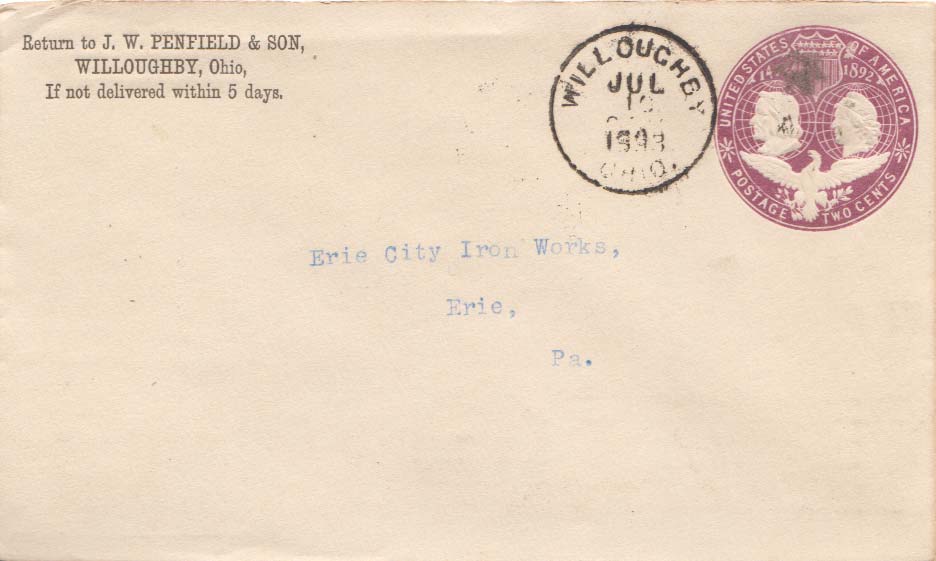 Return to J. W. PENFIELD & SON,
WILLOUGHBY, Ohio,
If not delivered within 5 days.
WILLOUGHBY
JUL
1893
OHIO.
UNITED STATES OF AMERICA
1892
POSTAGE TWO CENTS
Erie City Iron Works,
Erie,
Pa.